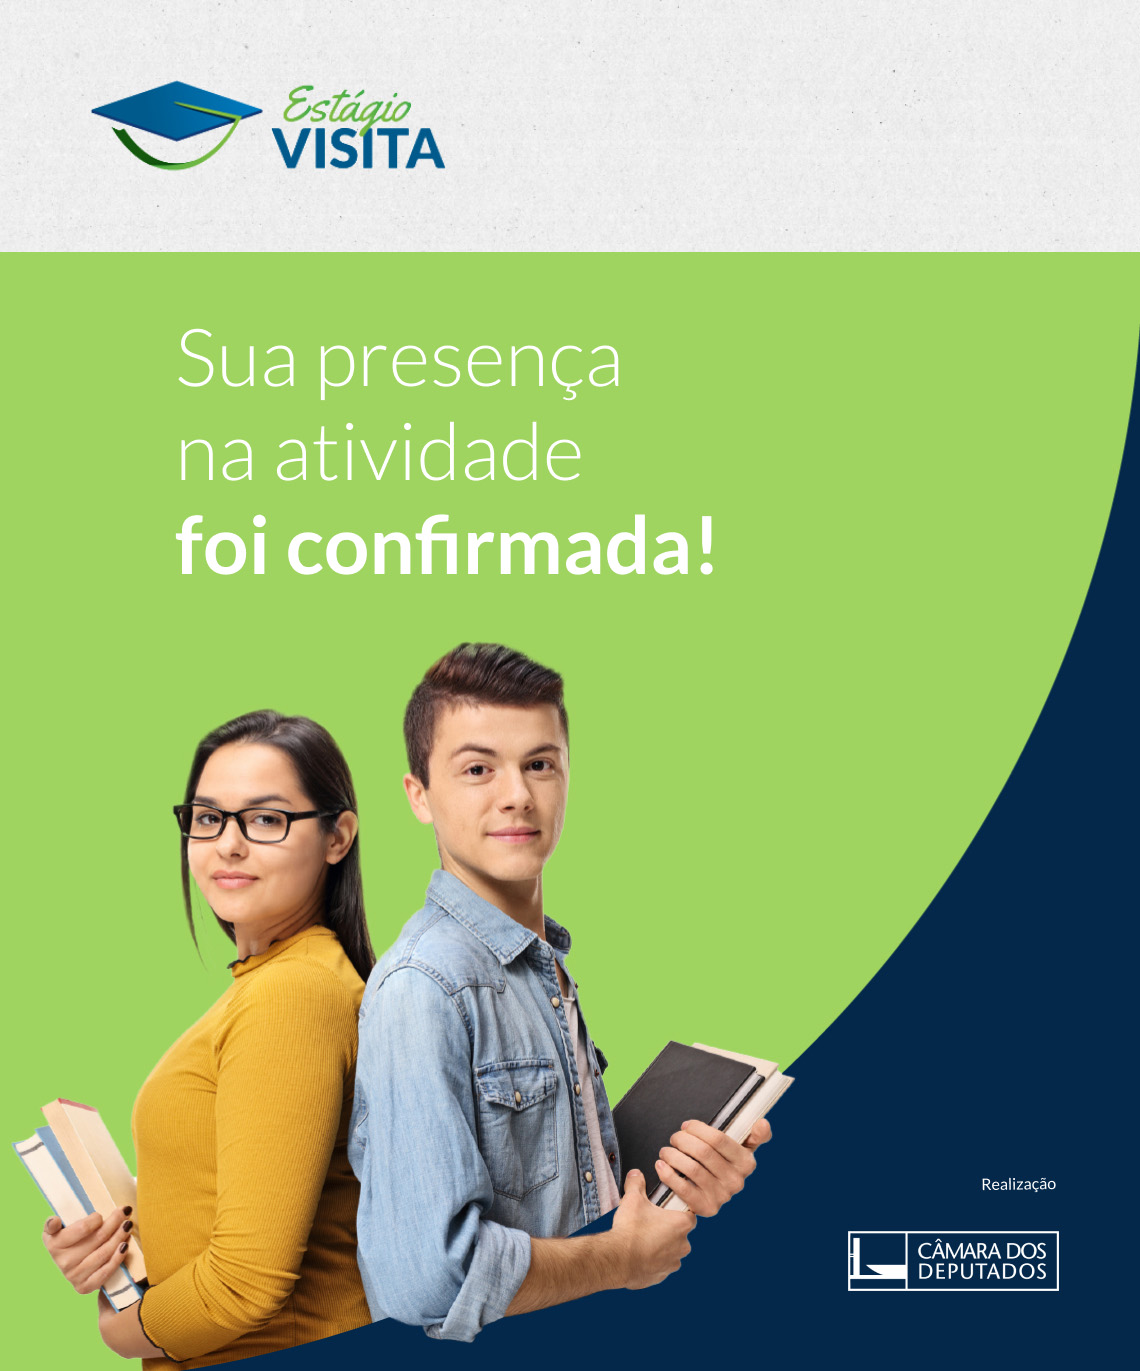 Estágio
VISITA
Sua presença
na atividade
foi confirmada!
Realização
CÂMARA DOS
DEPUTADOS